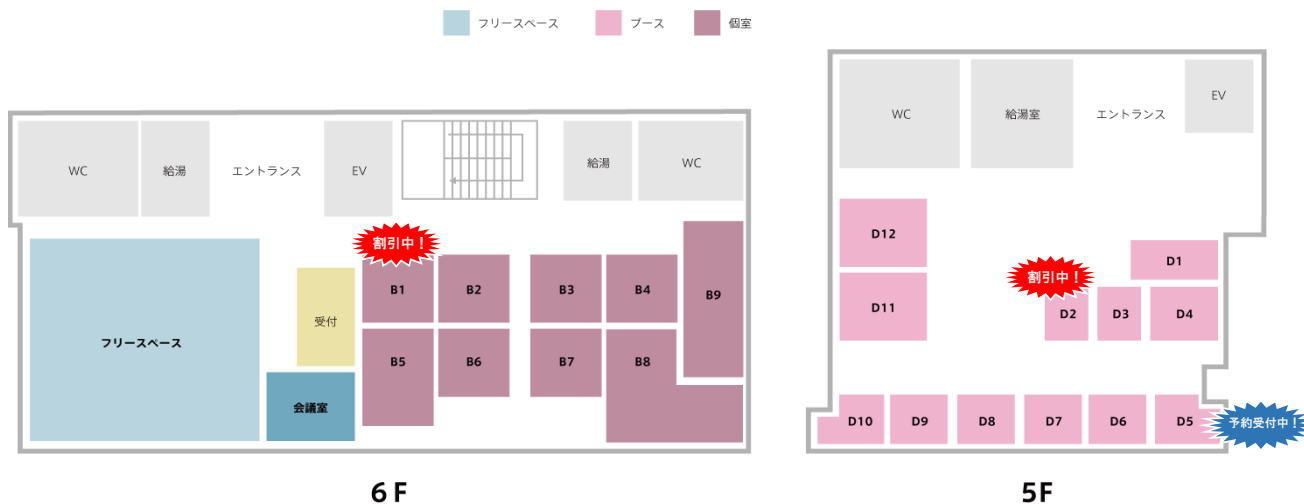 フリースペース
ブース
個室
WC
給湯
エントランス
EV
給湯
WC
割引中！
B1
B2
B3
B4
B9
受付
フリースペース
B5
B6
B7
B8
会議室
6F
WC
給湯室
エントランス
EV
D12
D1
割引中！
D11
D2
D3
D4
D10
D9
D8
D7
D6
D5
予約受付中！
5F